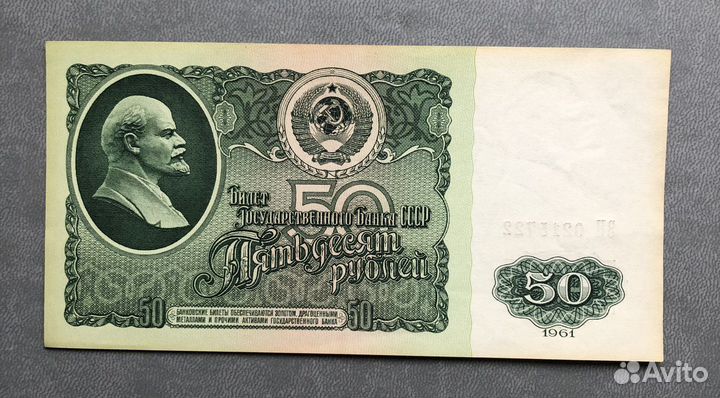 50
Билет
Государственного Банка СССР
Пятьдесят
рублей
50
БАНКОВСКИЕ БИЛЕТЫ ОБЕСПЕЧИВАЮТСЯ ЗОЛОТОМ, ДРАГОЦЕННЫМИ
МЕТАЛЛАМИ И ПРОЧИМИ АКТИВАМИ ГОСУДАРСТВЕННОГО БАНКА
50
50
1961
Avito